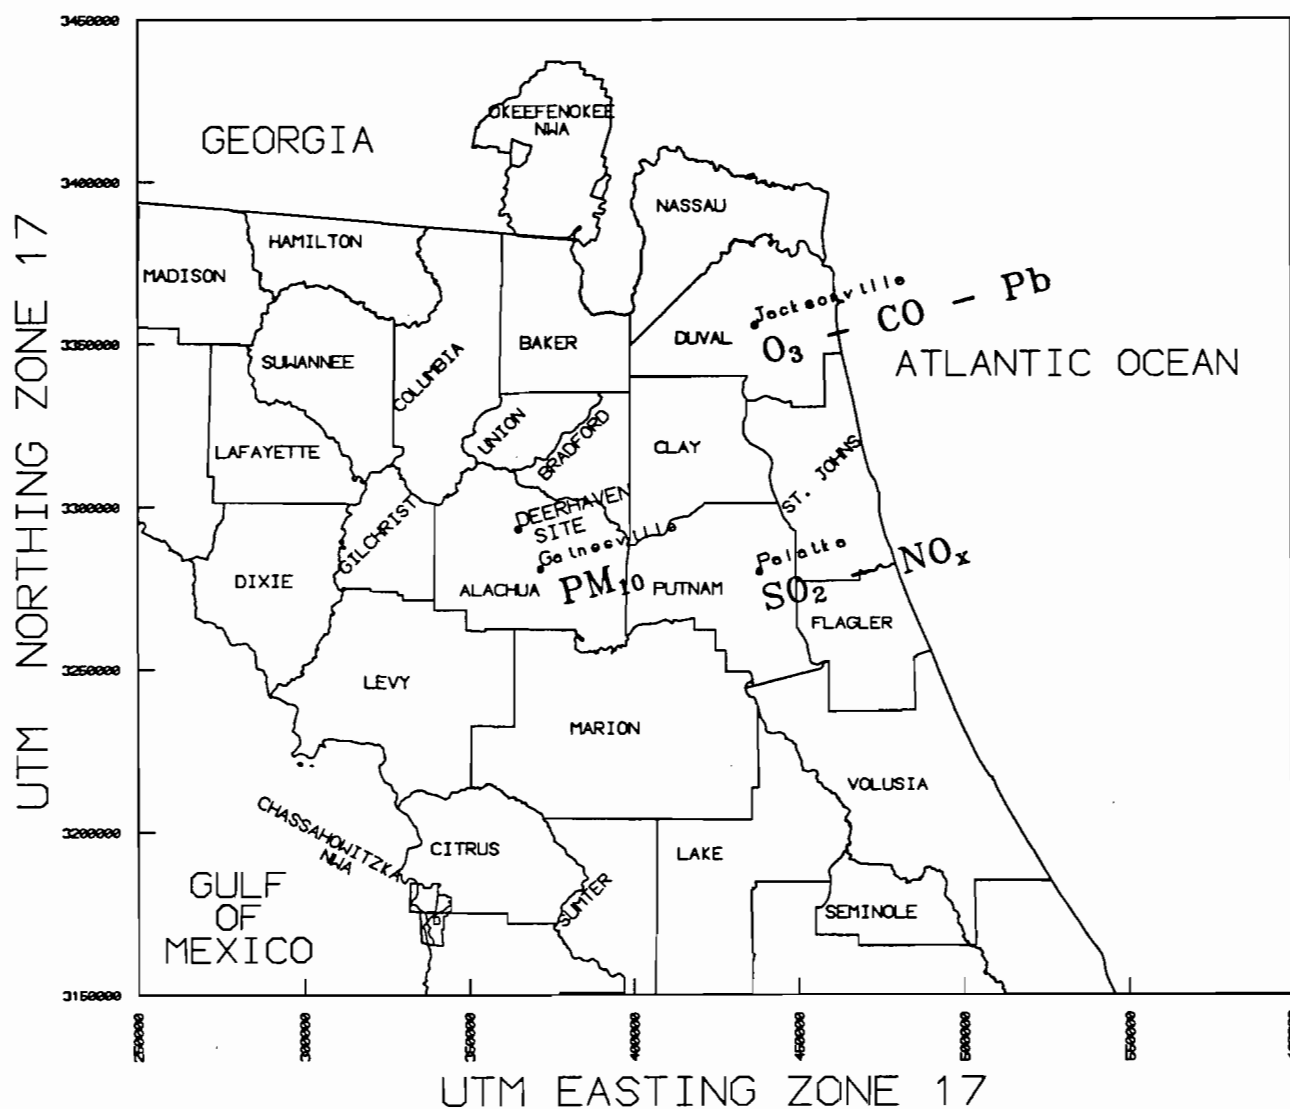 3450000
OKEEFENOKEE
NWA
GEORGIA
3400000
NASSAU
HAMILTON
MADISON
Jacksonville
O₃ – CO – Pb
3350000
BAKER
DUVAL
SUWANNEE
COLUMBIA
ATLANTIC OCEAN
UNION
BRADFORD
CLAY
LAFAYETTE
ST. JOHNS
3300000
DEERHAVEN
SITE
GILCHRIST
Gainesville
Palatka
DIXIE
ALACHUA
PM₁₀
PUTNAM
SO₂ – NOₓ
FLAGLER
3250000
LEVY
MARION
VOLUSIA
CHASSAHOWITZKA
NWA
3200000
CITRUS
LAKE
GULF
OF
MEXICO
SUMTER
SEMINOLE
3150000
UTM NORTHING ZONE 17
250000
300000
350000
400000
450000
500000
550000
UTM EASTING ZONE 17